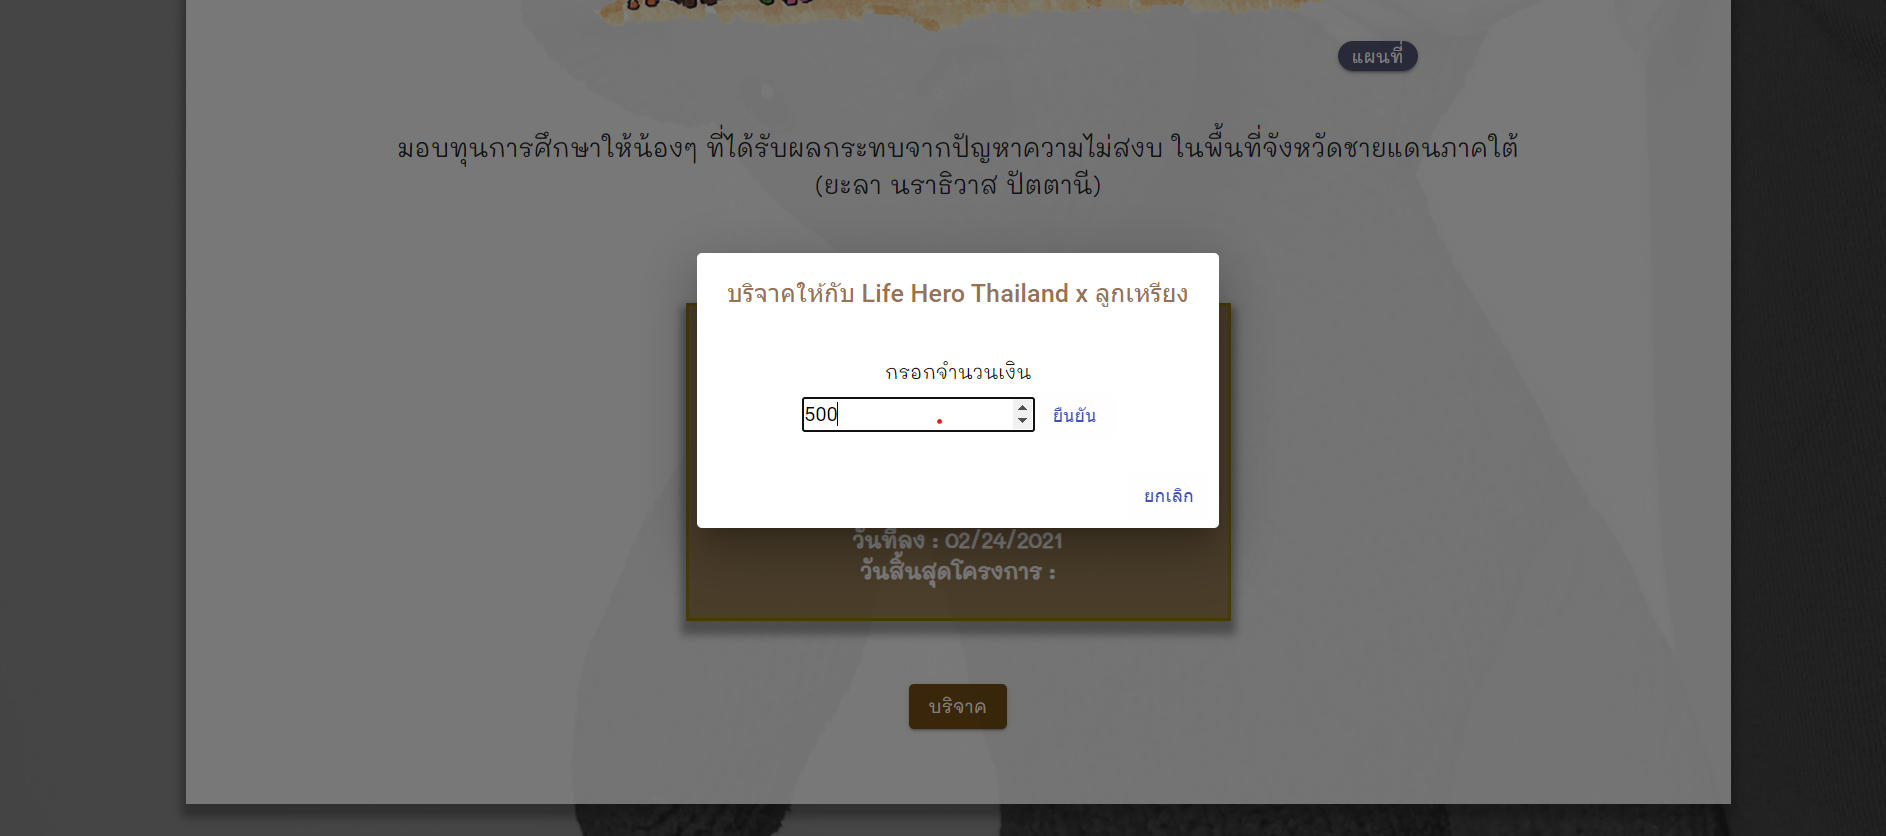 แผนที่
มอบทุนการศึกษาให้น้องๆ ที่ได้รับผลกระทบจากปัญหาความไม่สงบ ในพื้นที่จังหวัดชายแดนภาคใต้
(ยะลา นราธิวาส ปัตตานี)
บริจาคให้กับ Life Hero Thailand x ลูกเหรียง
กรอกจำนวนเงิน
500 ยืนยัน
ยกเลิก
วันที่ลง : 02/24/2021
วันสิ้นสุดโครงการ :
บริจาค